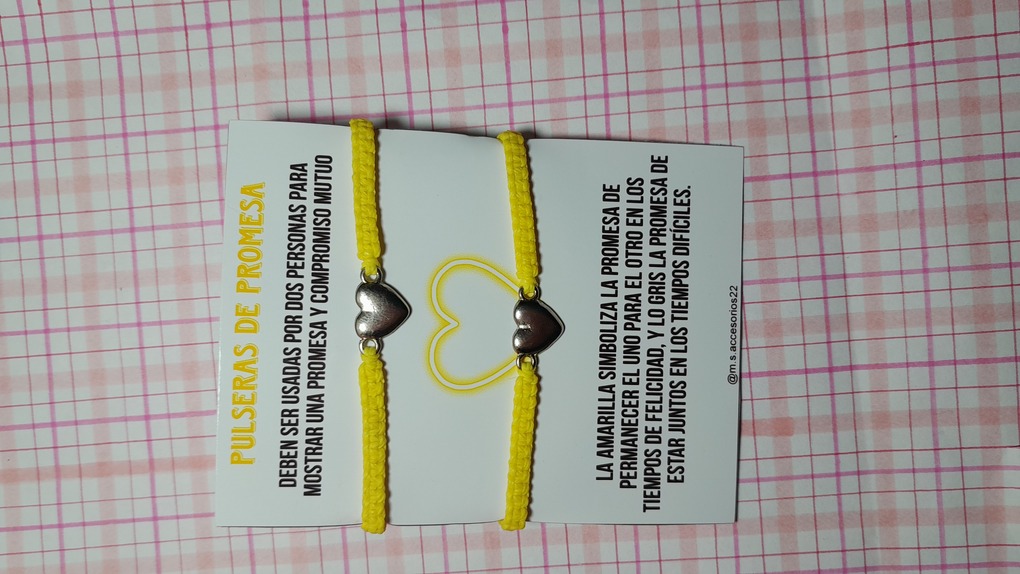 PULSERAS DE PROMESA
DEBEN SER USADAS POR DOS PERSONAS PARA
MOSTRAR UNA PROMESA Y COMPROMISO MUTUO
LA AMARILLA SIMBOLIZA LA PROMESA DE
PERMANECER EL UNO PARA EL OTRO EN LOS
TIEMPOS DE FELICIDAD, Y LO GRIS LA PROMESA DE
ESTAR JUNTOS EN LOS TIEMPOS DIFÍCILES.
@m.s.accesorios22